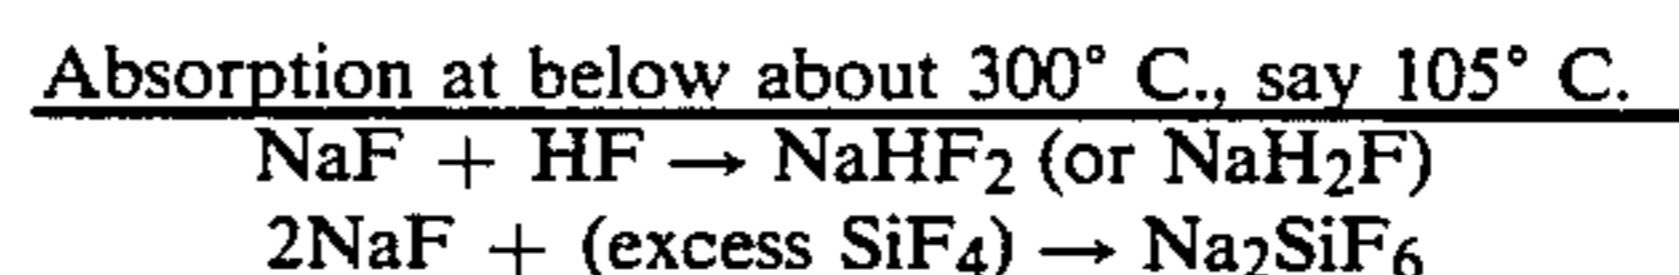 Absorption at below about 300° C., say 105° C.
NaF + HF → NaHF₂ (or NaH₂F)
2NaF + (excess SiF₄) → Na₂SiF₆